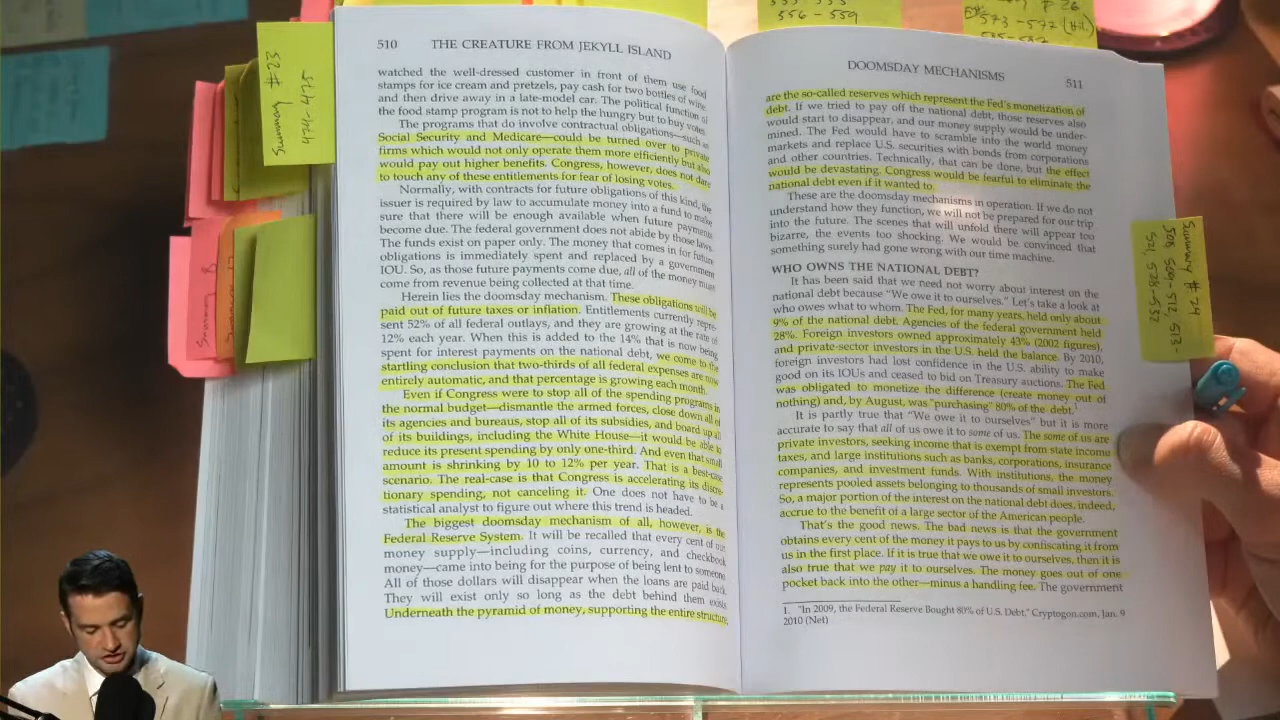 510 THE CREATURE FROM JEKYLL ISLAND
watched the well-dressed customer in front of them use food
stamps for ice cream and pretzels, pay cash for two bottles of wine,
and then drive away in a late-model car. The political function of
the food stamp program is not to help the hungry but to buy votes.
The programs that do involve contractual obligations—such as
Social Security and Medicare—could be turned over to private
firms which would not only operate them more efficiently but also
would pay out higher benefits. Congress, however, does not dare
to touch any of these entitlements for fear of losing votes.
Normally, with contracts for future obligations of this kind, the
issuer is required by law to accumulate money into a fund to make
sure that there will be enough available when future payments
become due. The federal government does not abide by those laws.
The funds exist on paper only. The money that comes in for future
obligations is immediately spent and replaced by a government
IOU. So, as those future payments come due, all of the money must
come from revenue being collected at that time.
Herein lies the doomsday mechanism. These obligations will be
paid out of future taxes or inflation. Entitlements currently repre-
sent 52% of all federal outlays, and they are growing at the rate of
12% each year. When this is added to the 14% that is now being
spent for interest payments on the national debt, we come to the
startling conclusion that two-thirds of all federal expenses are now
entirely automatic, and that percentage is growing each month.
Even if Congress were to stop all of the spending programs in
the normal budget—dismantle the armed forces, close down all of
its agencies and bureaus, stop all of its subsidies, and board up all
of its buildings, including the White House—it would be able to
reduce its present spending by only one-third. And even that small
amount is shrinking by 10 to 12% per year. That is a best-case
scenario. The real-case is that Congress is accelerating its discre-
tionary spending, not canceling it. One does not have to be a
statistical analyst to figure out where this trend is headed.
The biggest doomsday mechanism of all, however, is the
Federal Reserve System. It will be recalled that every cent of our
money supply—including coins, currency, and checkbook
money—came into being for the purpose of being lent to someone.
All of those dollars will disappear when the loans are paid back.
They will exist only so long as the debt behind them exists.
Underneath the pyramid of money, supporting the entire structure,
DOOMSDAY MECHANISMS 511
are the so-called reserves which represent the Fed's monetization of
debt. If we tried to pay off the national debt, those reserves also
would start to disappear, and our money supply would be under-
mined. The Fed would have to scramble into the world money
markets and replace U.S. securities with bonds from corporations
and other countries. Technically, that can be done, but the effect
would be devastating. Congress would be fearful to eliminate the
national debt even if it wanted to.
These are the doomsday mechanisms in operation. If we do not
understand how they function, we will not be prepared for our trip
into the future. The scenes that will unfold there will appear too
bizarre, the events too shocking. We would be convinced that
something surely had gone wrong with our time machine.
WHO OWNS THE NATIONAL DEBT?
It has been said that we need not worry about interest on the
national debt because "We owe it to ourselves." Let's take a look at
who owes what to whom. The Fed, for many years, held only about
9% of the national debt. Agencies of the federal government held
28%. Foreign investors owned approximately 43% (2002 figures),
and private-sector investors in the U.S. held the balance. By 2010,
foreign investors had lost confidence in the U.S. ability to make
good on its IOUs and ceased to bid on Treasury auctions. The Fed
was obligated to monetize the difference (create money out of
nothing) and, by August, was "purchasing" 80% of the debt.1
It is partly true that "We owe it to ourselves" but it is more
accurate to say that all of us owe it to some of us. The some of us are
private investors, seeking income that is exempt from state income
taxes, and large institutions such as banks, corporations, insurance
companies, and investment funds. With institutions, the money
represents pooled assets belonging to thousands of small investors.
So, a major portion of the interest on the national debt does, indeed,
accrue to the benefit of a large sector of the American people.
That's the good news. The bad news is that the government
obtains every cent of the money it pays to us by confiscating it from
us in the first place. If it is true that we owe it to ourselves, then it is
also true that we pay it to ourselves. The money goes out of one
pocket back into the other—minus a handling fee. The government
1. "In 2009, the Federal Reserve Bought 80% of U.S. Debt," Cryptogon.com, Jan. 9
2010 (Net)
556-559
573-577
Summary #23
Summary #24
508, 509-512, 513-
521, 528-532